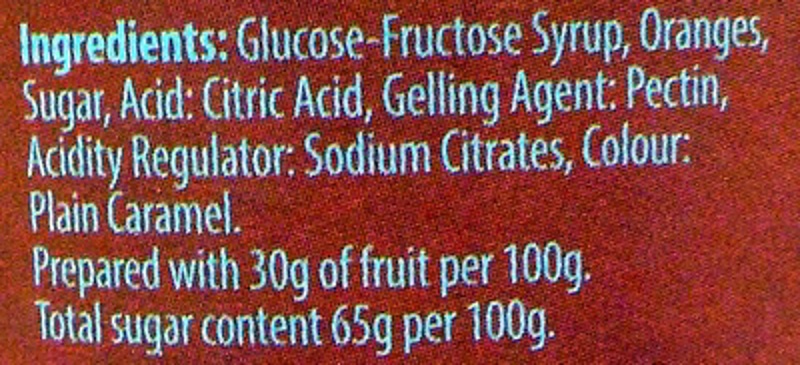 Ingredients: Glucose-Fructose Syrup, Oranges,
Sugar, Acid: Citric Acid, Gelling Agent: Pectin,
Acidity Regulator: Sodium Citrates, Colour:
Plain Caramel.
Prepared with 30g of fruit per 100g.
Total sugar content 65g per 100g.